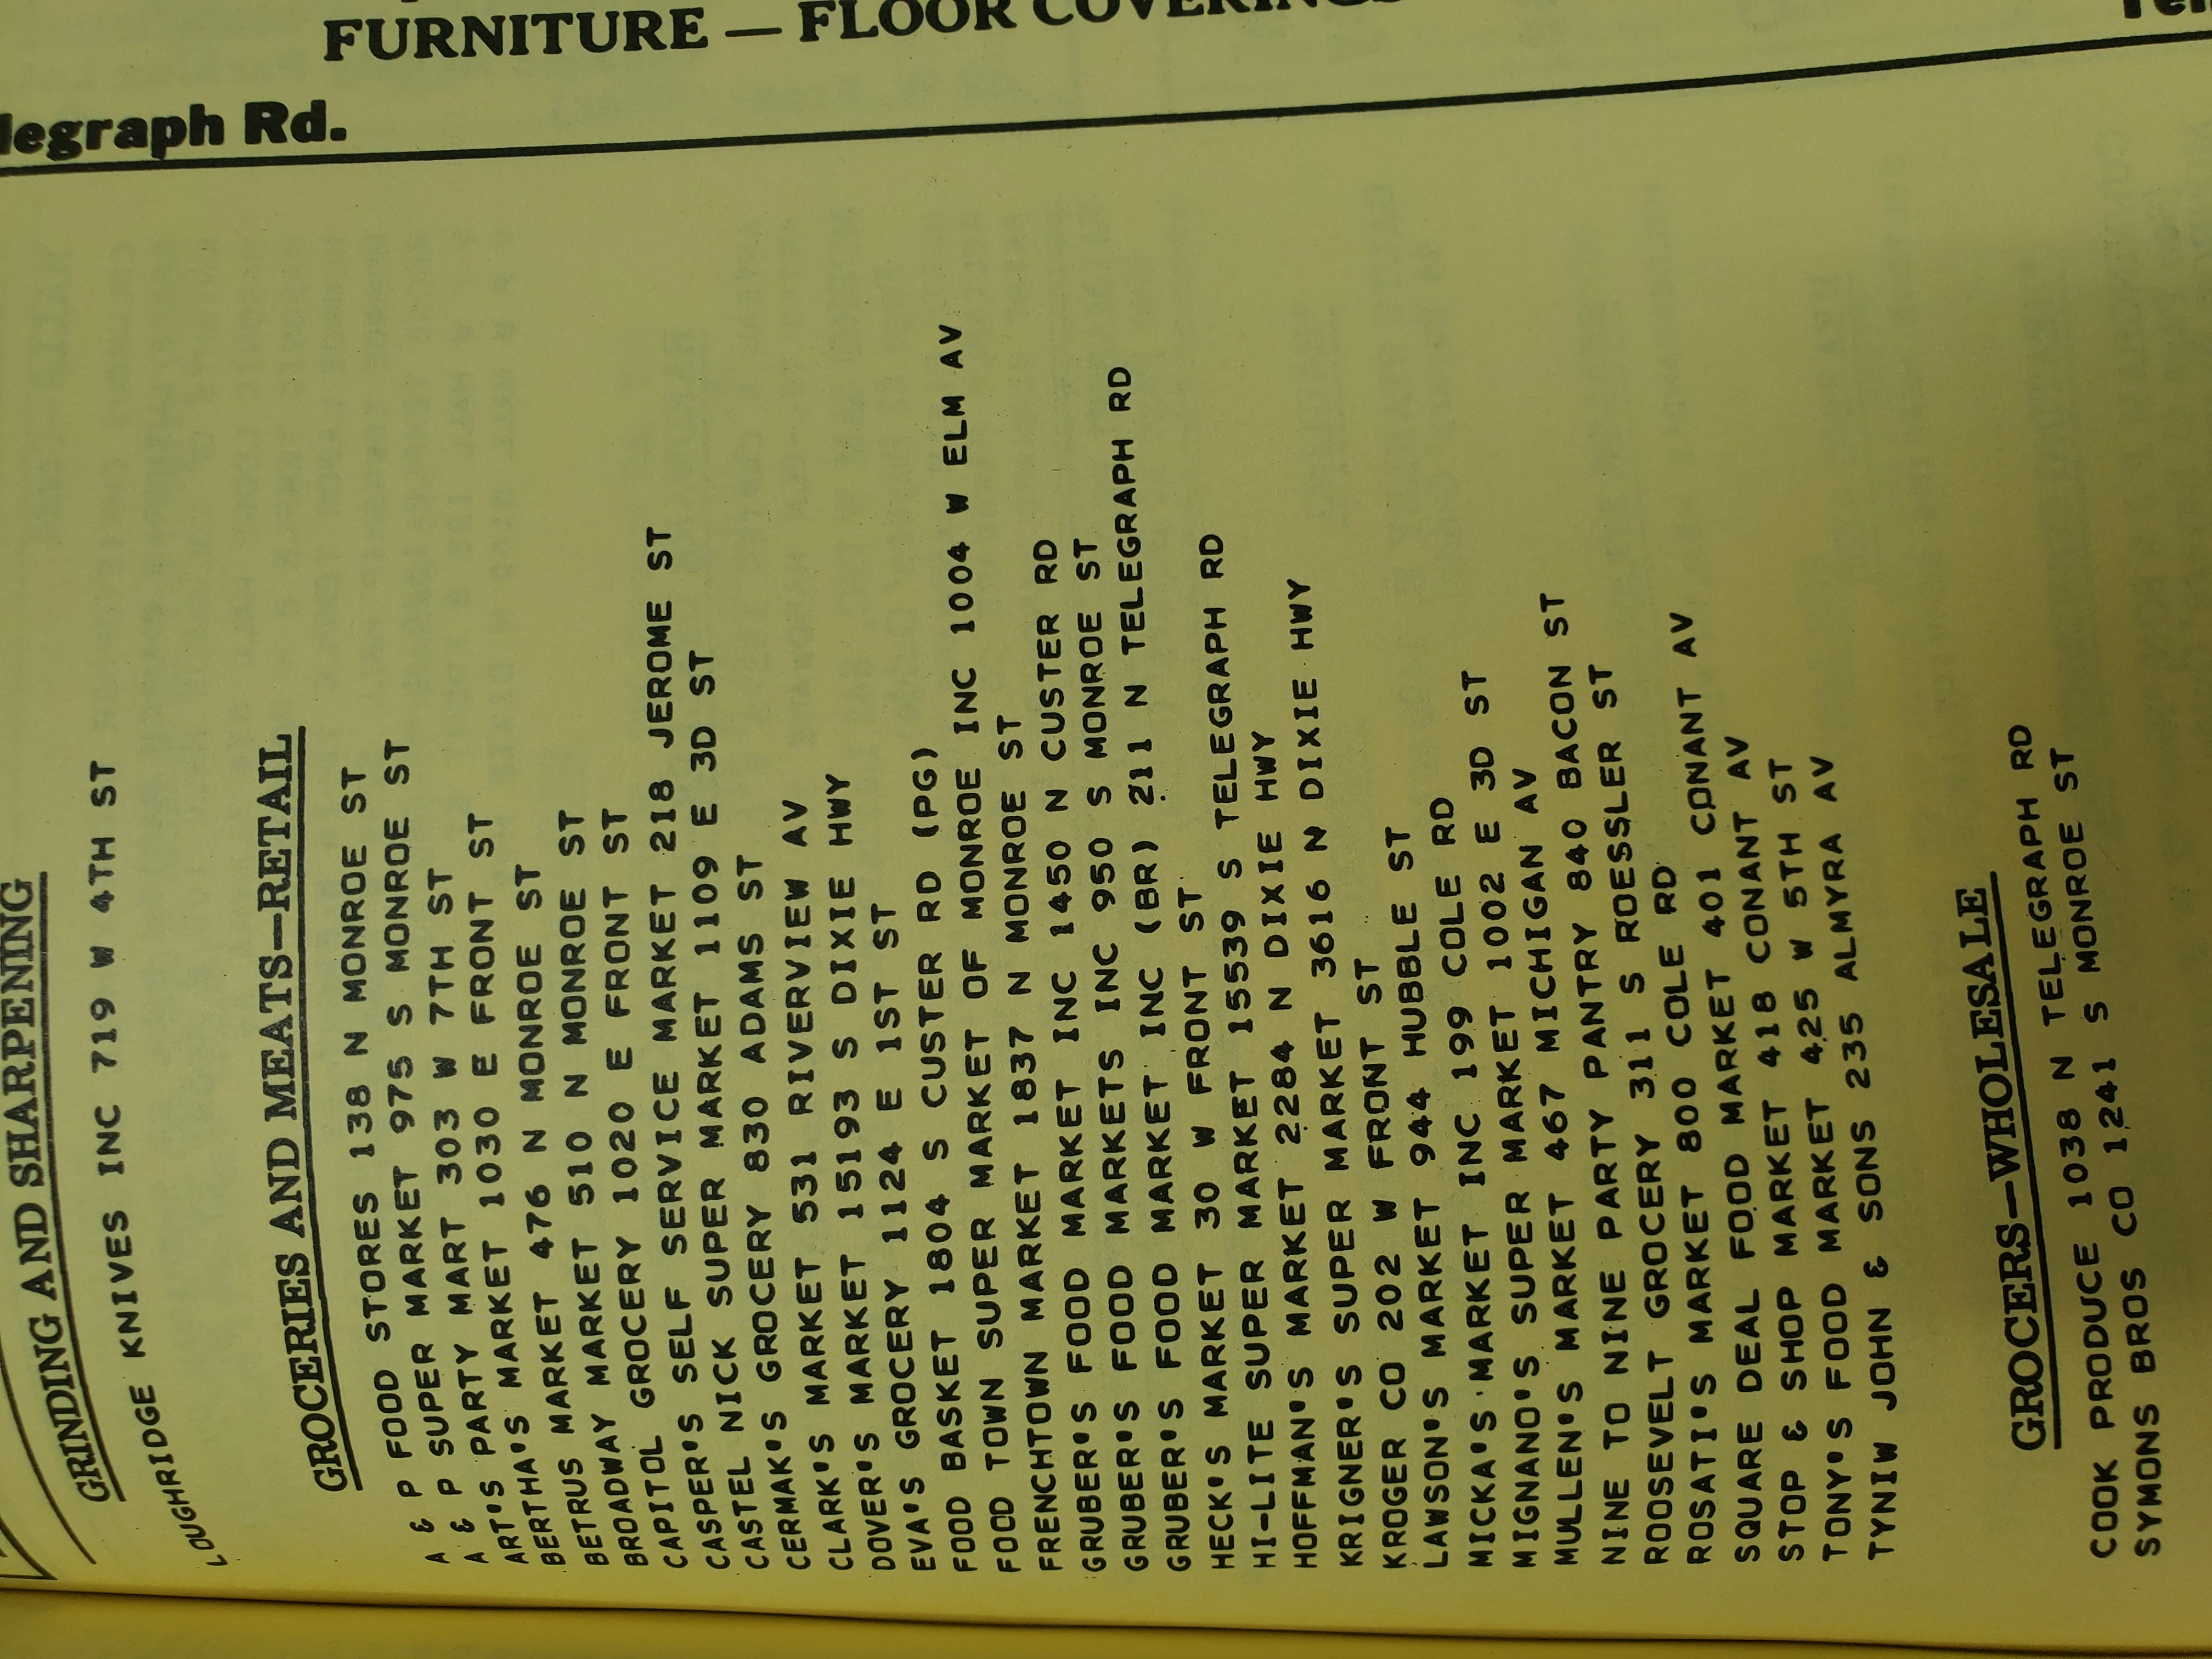 FURNITURE — FLOOR COVERINGS
legraph Rd.
GRINDING AND SHARPENING
LOUGHRIDGE KNIVES INC 719 W 4TH ST
GROCERIES AND MEATS—RETAIL
A & P FOOD STORES 138 N MONROE ST
A & P SUPER MARKET 975 S MONROE ST
ART'S PARTY MART 303 W 7TH ST
BERTHA'S MARKET 1030 E FRONT ST
BETRUS MARKET 476 N MONROE ST
BROADWAY MARKET 510 N MONROE ST
CAPITOL GROCERY 1020 E FRONT ST
CASPER'S SELF SERVICE MARKET 218 JEROME ST
CASTEL NICK SUPER MARKET 1109 E 3D ST
CERMAK'S GROCERY 830 ADAMS ST
CLARK'S MARKET 531 RIVERVIEW AV
DOVER'S MARKET 15193 S DIXIE HWY
EVA'S GROCERY 1124 E 1ST ST
FOOD BASKET 1804 S CUSTER RD (PG)
FOOD TOWN SUPER MARKET OF MONROE INC 1004 W ELM AV
FRENCHTOWN MARKET 1837 N MONROE ST
GRUBER'S FOOD MARKET INC 1450 N CUSTER RD
GRUBER'S FOOD MARKETS INC 950 S MONROE ST
GRUBER'S FOOD MARKET INC (BR) 211 N TELEGRAPH RD
HECK'S MARKET 30 W FRONT ST
HI-LITE SUPER MARKET 15539 S TELEGRAPH RD
HOFFMAN'S MARKET 2284 N DIXIE HWY
KRIGNER'S SUPER MARKET 3616 N DIXIE HWY
KROGER CO 202 W FRONT ST
LAWSON'S MARKET 944 HUBBLE ST
MICKA'S MARKET INC 199 COLE RD
MIGNANO'S SUPER MARKET 1002 E 3D ST
MULLEN'S MARKET 467 MICHIGAN AV
NINE TO NINE PARTY PANTRY 840 BACON ST
ROOSEVELT GROCERY 311 S ROESSLER ST
ROSATI'S MARKET 800 COLE RD
SQUARE DEAL FOOD MARKET 401 CONANT AV
STOP & SHOP MARKET 418 CONANT AV
TONY'S FOOD MARKET 425 W 5TH ST
TYNIW JOHN & SONS 235 ALMYRA AV
GROCERS—WHOLESALE
COOK PRODUCE 1038 N TELEGRAPH RD
SYMONS BROS CO 1241 S MONROE ST